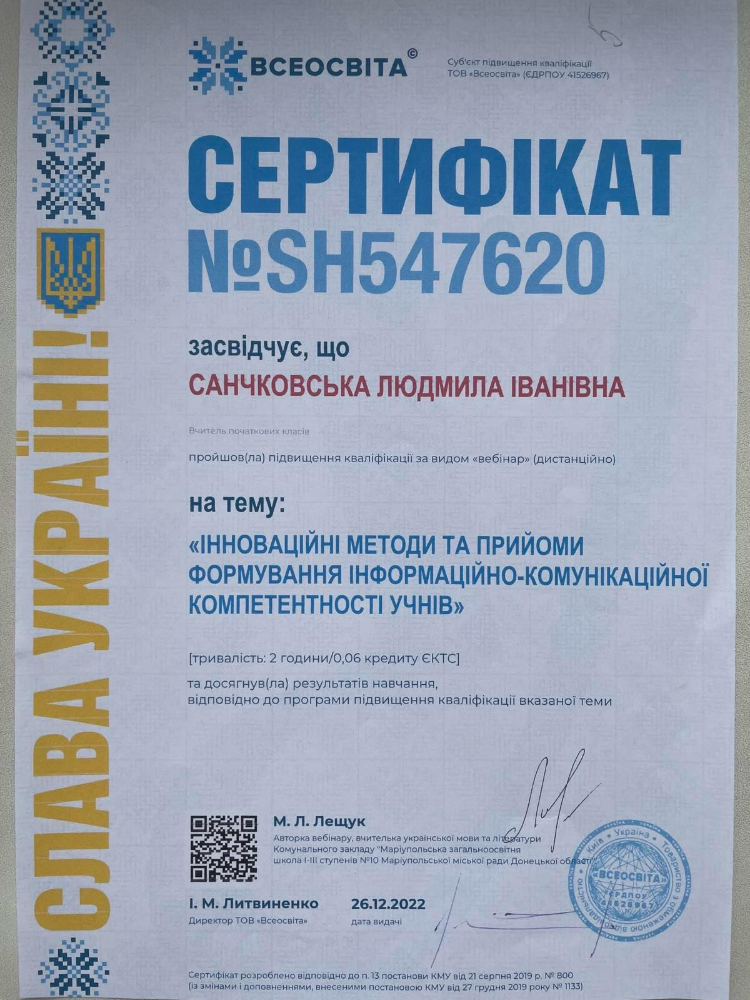 5
ВСЕОСВІТА©
Суб'єкт підвищення кваліфікації
ТОВ «Всеосвіта» (ЄДРПОУ 41526967)
СЕРТИФІКАТ
№SH547620
засвідчує, що
САНЧКОВСЬКА ЛЮДМИЛА ІВАНІВНА
Вчитель початкових класів
пройшов(ла) підвищення кваліфікації за видом «вебінар» (дистанційно)
на тему:
«ІННОВАЦІЙНІ МЕТОДИ ТА ПРИЙОМИ
ФОРМУВАННЯ ІНФОРМАЦІЙНО-КОМУНІКАЦІЙНОЇ
КОМПЕТЕНТНОСТІ УЧНІВ»
[тривалість: 2 години/0,06 кредиту ЄКТС]
та досягнув(ла) результатів навчання,
відповідно до програми підвищення кваліфікації вказаної теми
М. Л. Лещук
Авторка вебінару, вчителька української мови та літератури
Комунального закладу "Маріупольська загальноосвітня
школа І-ІІІ ступенів №10 Маріупольської міської ради Донецької області".
І. М. Литвиненко
Директор ТОВ «Всеосвіта»
26.12.2022
дата видачі
Україна • Товариство з обмеженою відповідальністю • Київ •
«ВСЕОСВІТА»
ЄРДПОУ
41526967
Сертифікат розроблено відповідно до п. 13 постанови КМУ від 21 серпня 2019 р. № 800
(із змінами і доповненнями, внесеними постановою КМУ від 27 грудня 2019 року № 1133)
СЛАВА УКРАЇНІ!